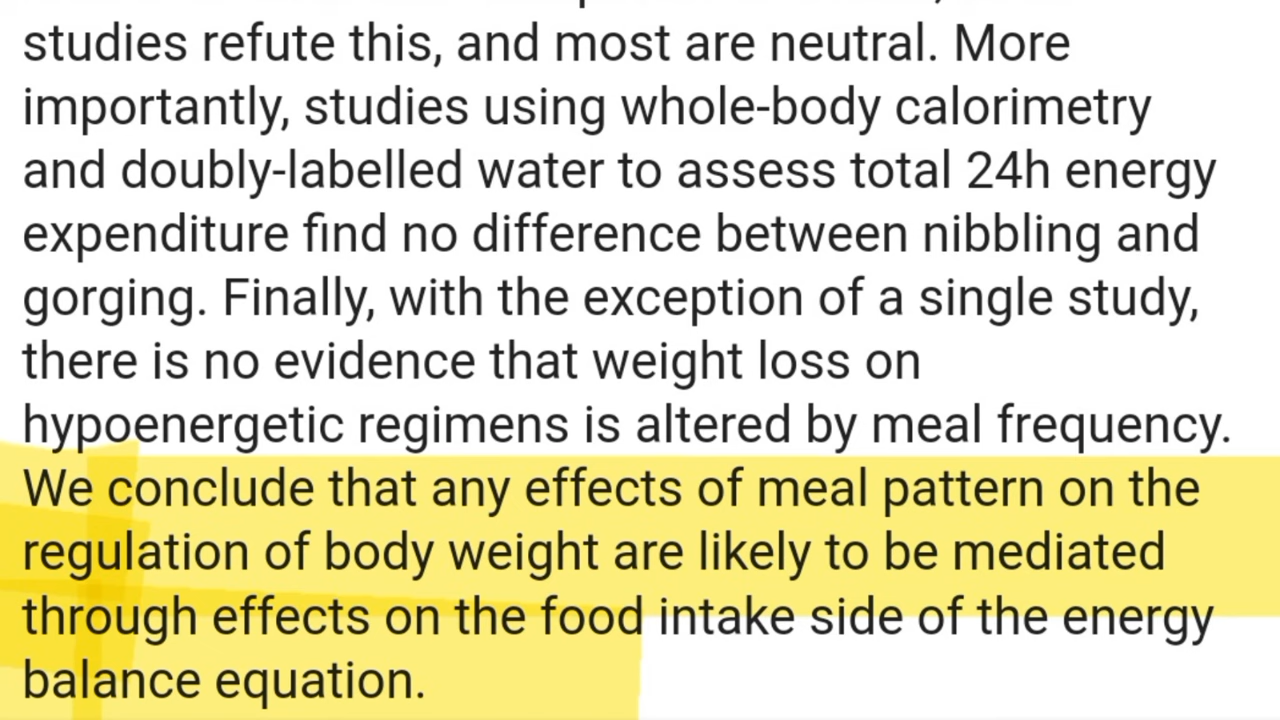 studies refute this, and most are neutral. More
importantly, studies using whole-body calorimetry
and doubly-labelled water to assess total 24h energy
expenditure find no difference between nibbling and
gorging. Finally, with the exception of a single study,
there is no evidence that weight loss on
hypoenergetic regimens is altered by meal frequency.
We conclude that any effects of meal pattern on the
regulation of body weight are likely to be mediated
through effects on the food intake side of the energy
balance equation.